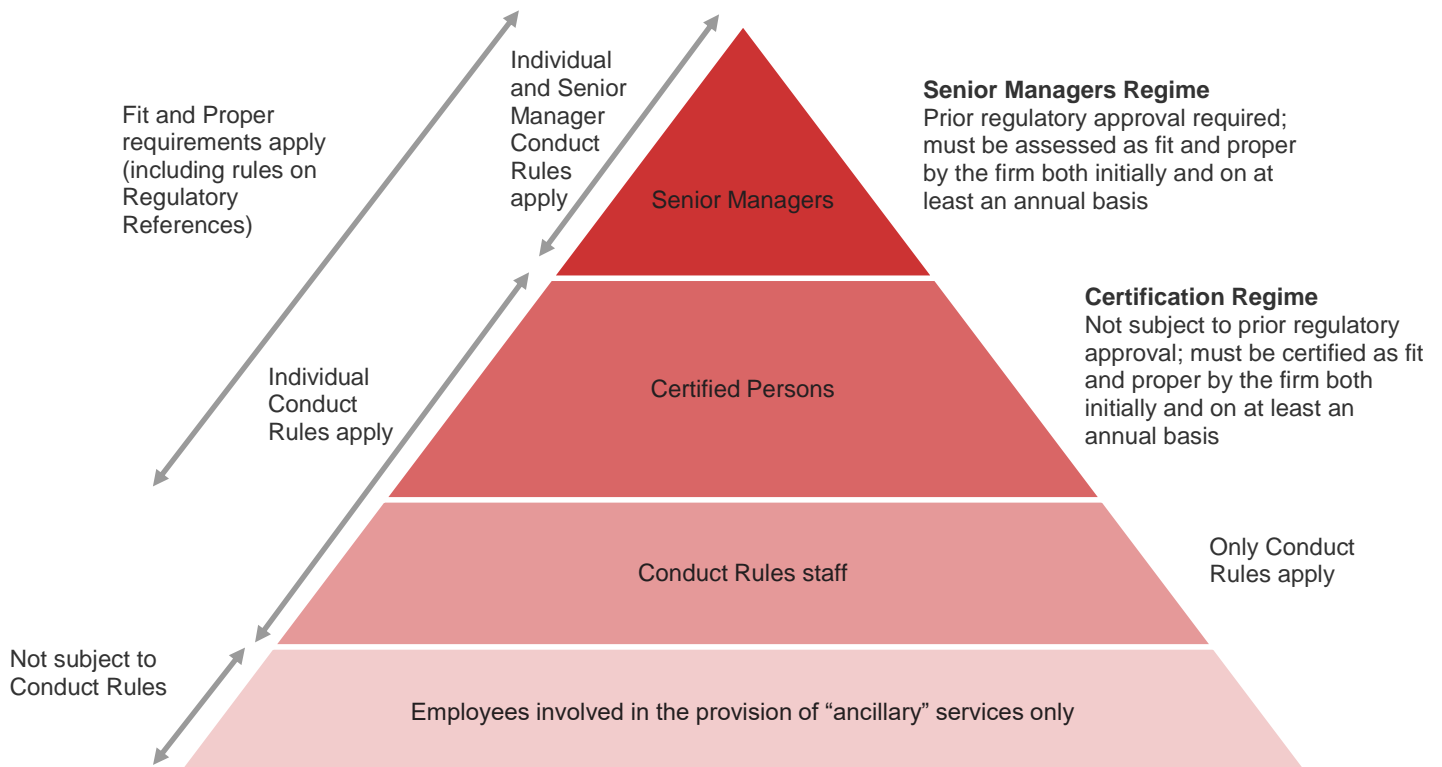 Individual
and Senior
Manager
Conduct
Rules
apply
Fit and Proper
requirements apply
(including rules on
Regulatory
References)
Senior Managers Regime
Prior regulatory approval required;
must be assessed as fit and proper
by the firm both initially and on at
least an annual basis
Senior Managers
Certification Regime
Not subject to prior regulatory
approval; must be certified as fit
and proper by the firm both
initially and on at least an
annual basis
Individual
Conduct
Rules apply
Certified Persons
Conduct Rules staff
Only Conduct
Rules apply
Not subject to
Conduct Rules
Employees involved in the provision of “ancillary” services only